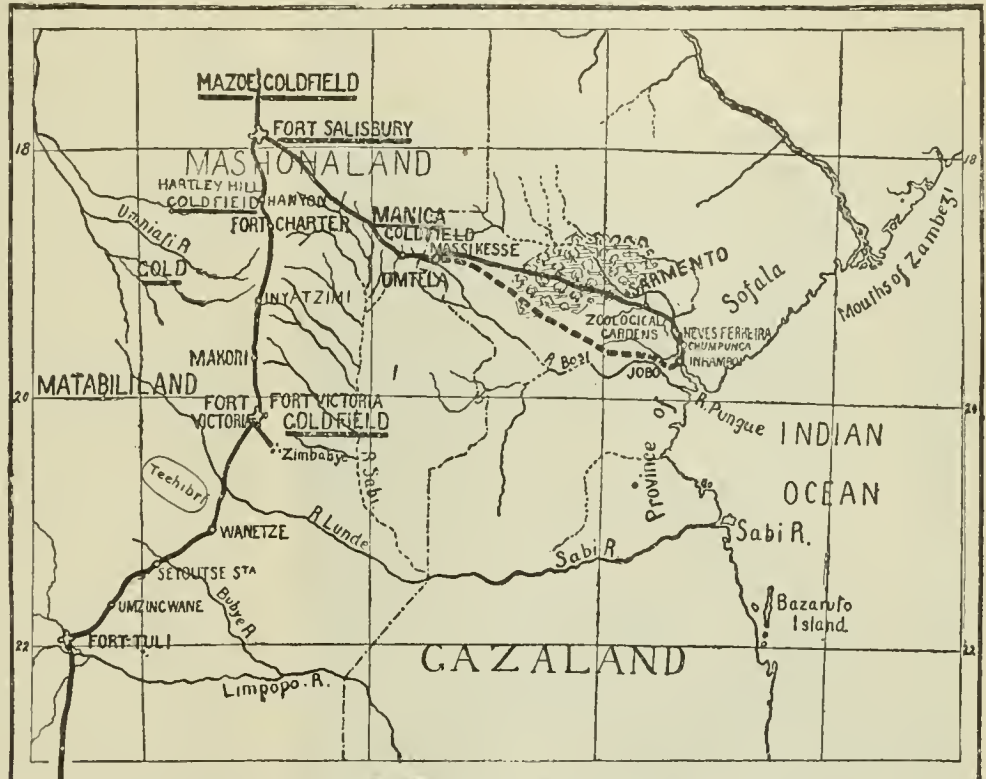 MAZOE GOLDFIELD
FORT SALISBURY
18
18
MASHONALAND
HARTLEY HILL
GOLDFIELD
HANYON
Umniati R
FORT CHARTER
MANICA
GOLDFIELD
MASSIKESSE
UMTELA
GOLD
SARMENTO
Sofala
Mouths of Zambezi
INYATZIMI
ZOOLOGICAL
GARDENS
NEVES FERREIRA
CHUMPUNGA
INHAMBON
MAKORI
R. Bozi
JOBO
MATABILILAND
20
20
FORT
VICTORIA
FORT VICTORIA
GOLDFIELD
R. Pungue
INDIAN
OCEAN
Zimbabye
Teehibri
R Sabi
Province
of
WANETZE
R Lunde
Sabi R.
Sabi R.
SETOUTSE STA
UMZINGWANE
Bubye R
Bazaruto
Island.
FORT-TULI
22
22
GAZALAND
Limpopo. R.